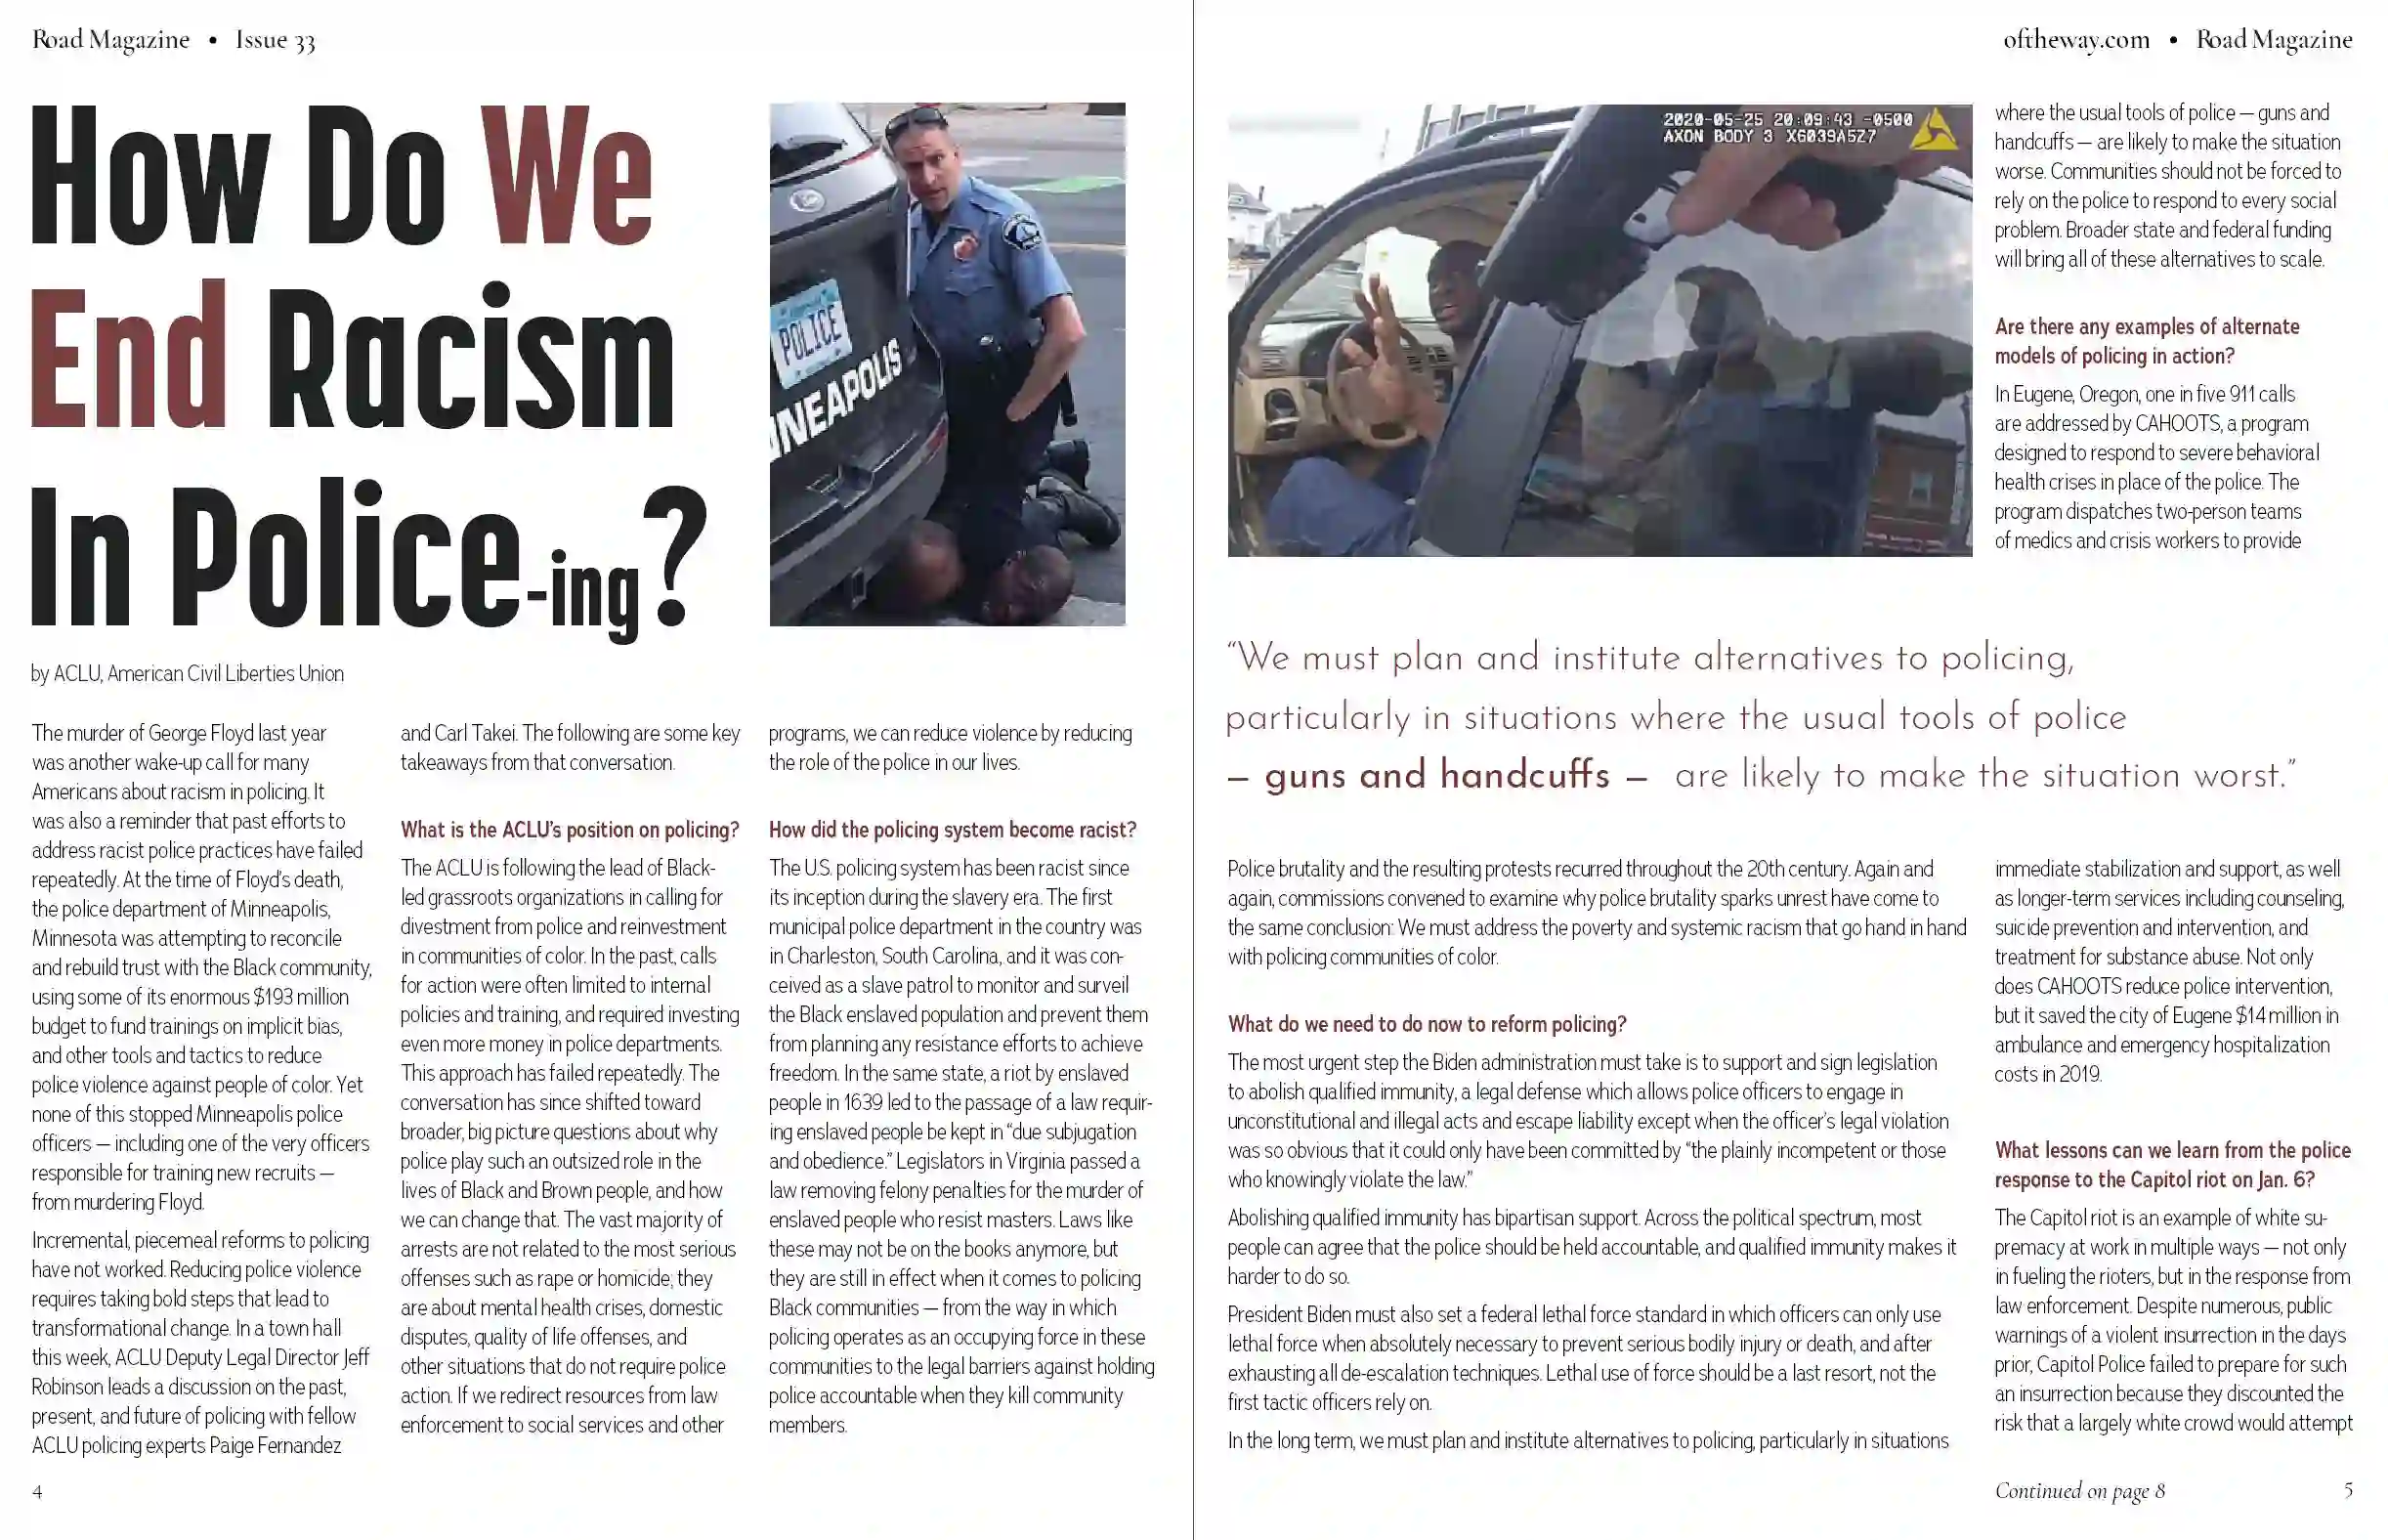 Road Magazine • Issue 33
How Do We
End Racism
In Police-ing?
by ACLU, American Civil Liberties Union
POLICE
NNEAPOLIS
The murder of George Floyd last year
was another wake-up call for many
Americans about racism in policing. It
was also a reminder that past efforts to
address racist police practices have failed
repeatedly. At the time of Floyd's death,
the police department of Minneapolis,
Minnesota was attempting to reconcile
and rebuild trust with the Black community,
using some of its enormous $193 million
budget to fund trainings on implicit bias,
and other tools and tactics to reduce
police violence against people of color. Yet
none of this stopped Minneapolis police
officers — including one of the very officers
responsible for training new recruits —
from murdering Floyd.
Incremental, piecemeal reforms to policing
have not worked. Reducing police violence
requires taking bold steps that lead to
transformational change. In a town hall
this week, ACLU Deputy Legal Director Jeff
Robinson leads a discussion on the past,
present, and future of policing with fellow
ACLU policing experts Paige Fernandez
and Carl Takei. The following are some key
takeaways from that conversation.
What is the ACLU's position on policing?
The ACLU is following the lead of Black-
led grassroots organizations in calling for
divestment from police and reinvestment
in communities of color. In the past, calls
for action were often limited to internal
policies and training, and required investing
even more money in police departments.
This approach has failed repeatedly. The
conversation has since shifted toward
broader, big picture questions about why
police play such an outsized role in the
lives of Black and Brown people, and how
we can change that. The vast majority of
arrests are not related to the most serious
offenses such as rape or homicide; they
are about mental health crises, domestic
disputes, quality of life offenses, and
other situations that do not require police
action. If we redirect resources from law
enforcement to social services and other
programs, we can reduce violence by reducing
the role of the police in our lives.
How did the policing system become racist?
The U.S. policing system has been racist since
its inception during the slavery era. The first
municipal police department in the country was
in Charleston, South Carolina, and it was con-
ceived as a slave patrol to monitor and surveil
the Black enslaved population and prevent them
from planning any resistance efforts to achieve
freedom. In the same state, a riot by enslaved
people in 1639 led to the passage of a law requir-
ing enslaved people be kept in “due subjugation
and obedience.” Legislators in Virginia passed a
law removing felony penalties for the murder of
enslaved people who resist masters. Laws like
these may not be on the books anymore, but
they are still in effect when it comes to policing
Black communities — from the way in which
policing operates as an occupying force in these
communities to the legal barriers against holding
police accountable when they kill community
members.
4
oftheway.com • Road Magazine
2020-05-25 20:09:43 -0500
AXON BODY 3 X6039A5Z7
“We must plan and institute alternatives to policing,
particularly in situations where the usual tools of police
— guns and handcuffs — are likely to make the situation worst.”
Police brutality and the resulting protests recurred throughout the 20th century. Again and
again, commissions convened to examine why police brutality sparks unrest have come to
the same conclusion: We must address the poverty and systemic racism that go hand in hand
with policing communities of color.
What do we need to do now to reform policing?
The most urgent step the Biden administration must take is to support and sign legislation
to abolish qualified immunity, a legal defense which allows police officers to engage in
unconstitutional and illegal acts and escape liability except when the officer's legal violation
was so obvious that it could only have been committed by “the plainly incompetent or those
who knowingly violate the law.”
Abolishing qualified immunity has bipartisan support. Across the political spectrum, most
people can agree that the police should be held accountable, and qualified immunity makes it
harder to do so.
President Biden must also set a federal lethal force standard in which officers can only use
lethal force when absolutely necessary to prevent serious bodily injury or death, and after
exhausting all de-escalation techniques. Lethal use of force should be a last resort, not the
first tactic officers rely on.
In the long term, we must plan and institute alternatives to policing, particularly in situations
where the usual tools of police — guns and
handcuffs — are likely to make the situation
worse. Communities should not be forced to
rely on the police to respond to every social
problem. Broader state and federal funding
will bring all of these alternatives to scale.
Are there any examples of alternate
models of policing in action?
In Eugene, Oregon, one in five 911 calls
are addressed by CAHOOTS, a program
designed to respond to severe behavioral
health crises in place of the police. The
program dispatches two-person teams
of medics and crisis workers to provide
immediate stabilization and support, as well
as longer-term services including counseling,
suicide prevention and intervention, and
treatment for substance abuse. Not only
does CAHOOTS reduce police intervention,
but it saved the city of Eugene $14 million in
ambulance and emergency hospitalization
costs in 2019.
What lessons can we learn from the police
response to the Capitol riot on Jan. 6?
The Capitol riot is an example of white su-
premacy at work in multiple ways — not only
in fueling the rioters, but in the response from
law enforcement. Despite numerous, public
warnings of a violent insurrection in the days
prior, Capitol Police failed to prepare for such
an insurrection because they discounted the
risk that a largely white crowd would attempt
Continued on page 8
5